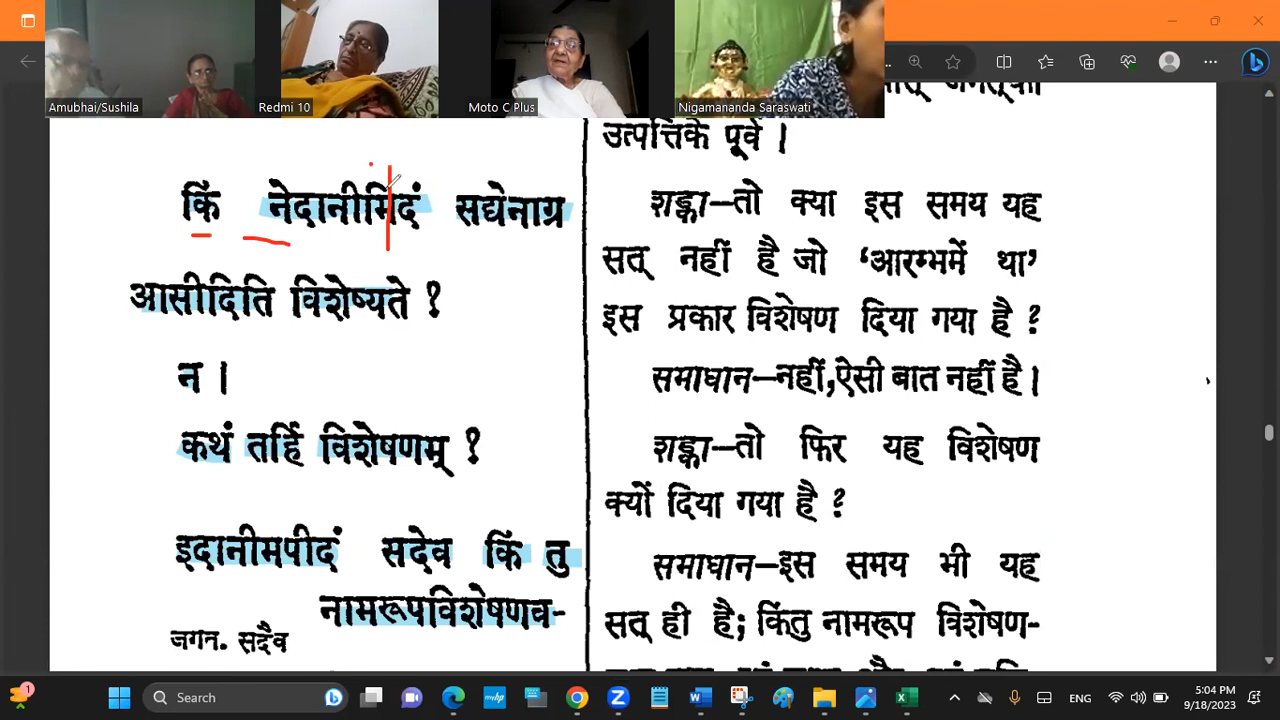 Amubhai/Sushila
Redmi 10
Moto C Plus
Nigamananda Saraswati
किं नेदानीमिदं सद्येनाग्र
आसीदिति विशेष्यते ?
न ।
कथं तर्हि विशेषणम् ?
इदानीमपीदं सदेव किं तु
नामरूपविशेषणव-
जगन. सदैव
उत्पत्तिके पूर्व ।
शङ्का—तो क्या इस समय यह
सत् नहीं है जो ‘आरम्भमें था’
इस प्रकार विशेषण दिया गया है ?
समाधान—नहीं, ऐसी बात नहीं है।
शङ्का—तो फिर यह विशेषण
क्यों दिया गया है ?
समाधान—इस समय भी यह
सत् ही है; किंतु नामरूप विशेषण-
1
Search
hp
W
X
ENG
5:04 PM
9/18/2023